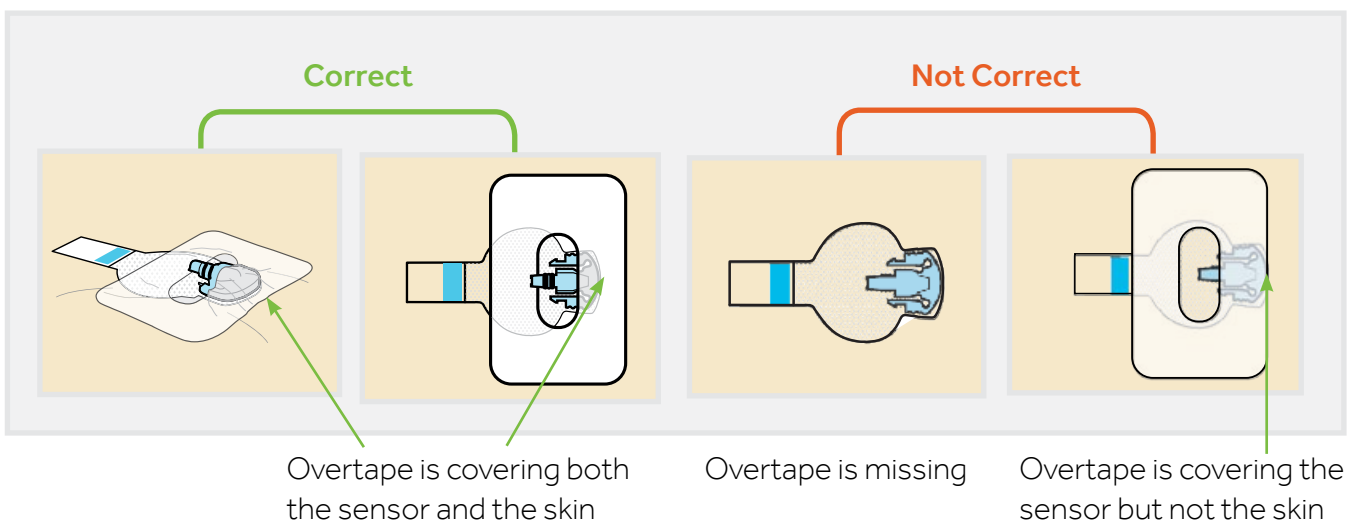 Correct
Not Correct
Overtape is covering both
the sensor and the skin
Overtape is missing
Overtape is covering the
sensor but not the skin